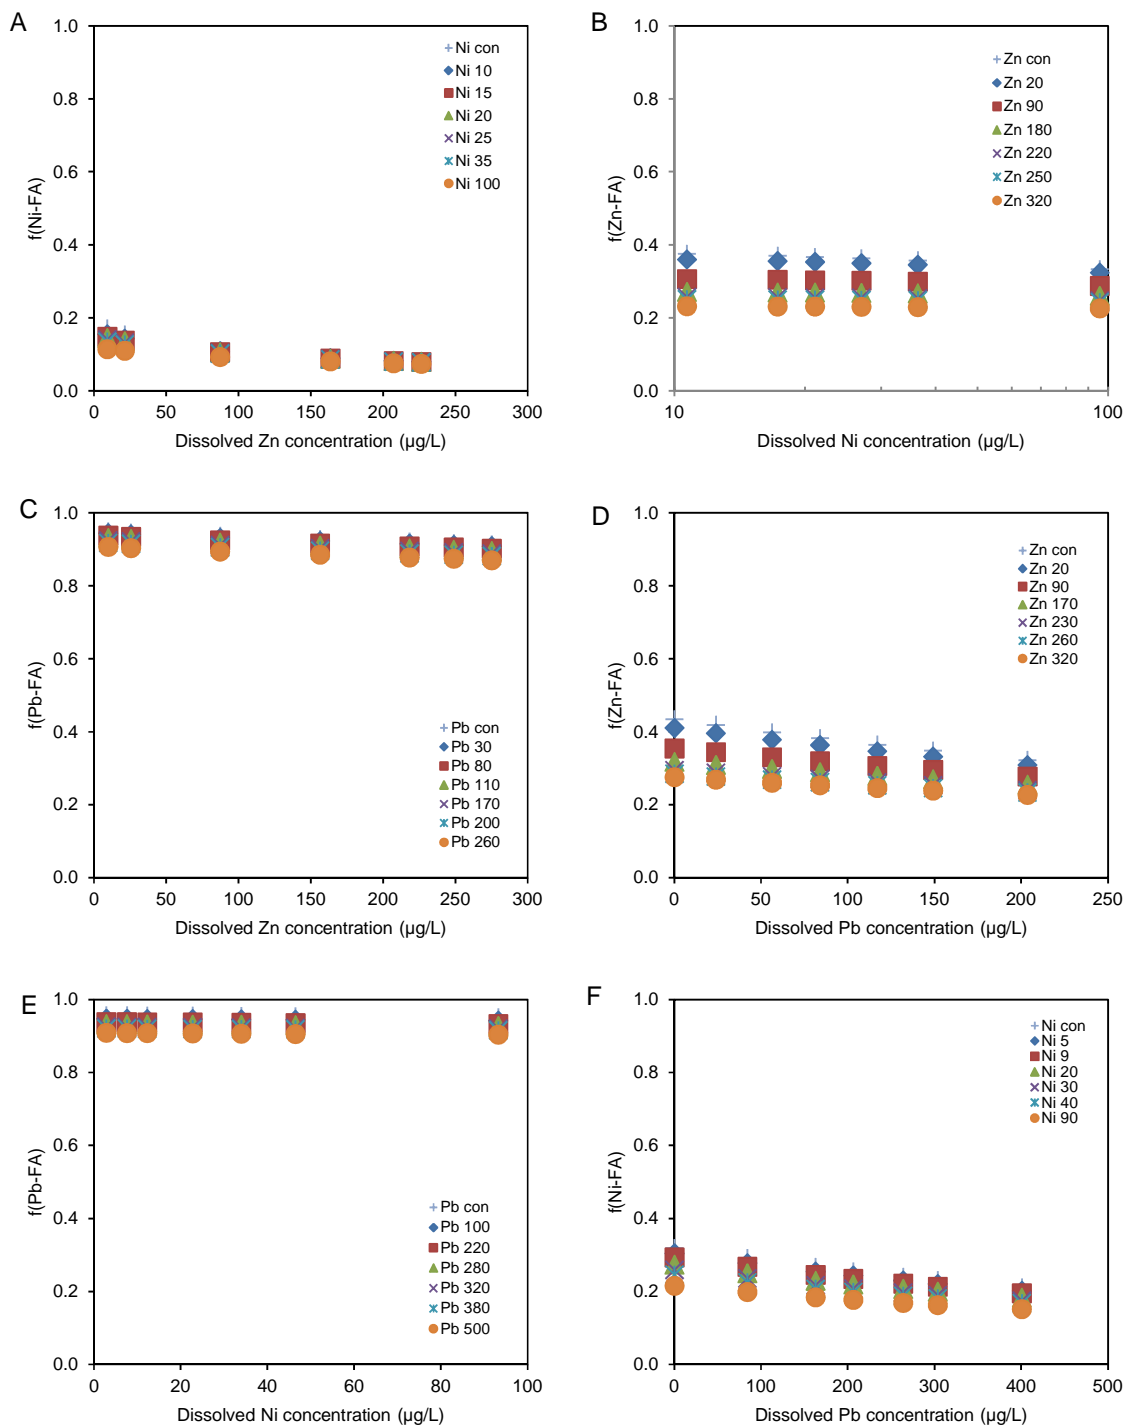 A
1.0
0.8
0.6
0.4
0.2
0.0
f(Ni-FA)
Ni con
Ni 10
Ni 15
Ni 20
Ni 25
Ni 35
Ni 100
0 50 100 150 200 250 300
Dissolved Zn concentration (µg/L)
B
1.0
0.8
0.6
0.4
0.2
0.0
f(Zn-FA)
Zn con
Zn 20
Zn 90
Zn 180
Zn 220
Zn 250
Zn 320
10 100
Dissolved Ni concentration (µg/L)
C
1.0
0.8
0.6
0.4
0.2
0.0
f(Pb-FA)
Pb con
Pb 30
Pb 80
Pb 110
Pb 170
Pb 200
Pb 260
0 50 100 150 200 250 300
Dissolved Zn concentration (µg/L)
D
1.0
0.8
0.6
0.4
0.2
0.0
f(Zn-FA)
Zn con
Zn 20
Zn 90
Zn 170
Zn 230
Zn 260
Zn 320
0 50 100 150 200 250
Dissolved Pb concentration (µg/L)
E
1.0
0.8
0.6
0.4
0.2
0.0
f(Pb-FA)
Pb con
Pb 100
Pb 220
Pb 280
Pb 320
Pb 380
Pb 500
0 20 40 60 80 100
Dissolved Ni concentration (µg/L)
F
1.0
0.8
0.6
0.4
0.2
0.0
f(Ni-FA)
Ni con
Ni 5
Ni 9
Ni 20
Ni 30
Ni 40
Ni 90
0 100 200 300 400 500
Dissolved Pb concentration (µg/L)